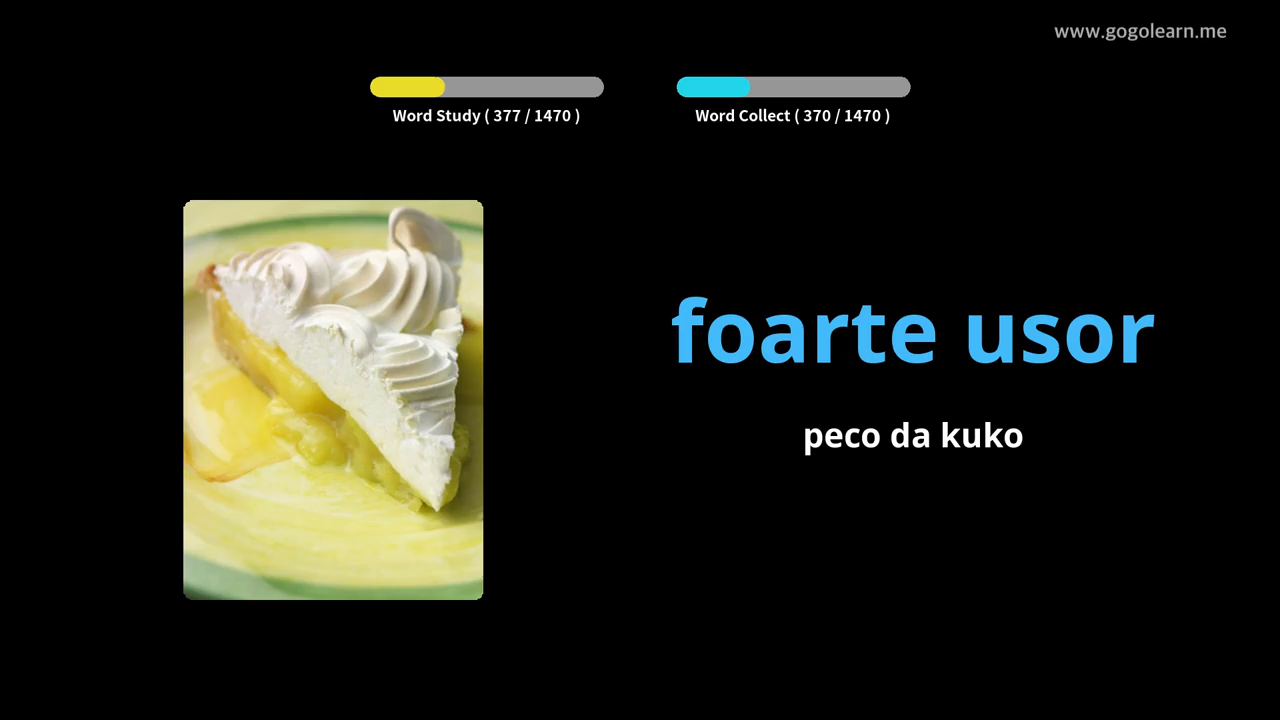 www.gogolearn.me
Word Study ( 377 / 1470 )
Word Collect ( 370 / 1470 )
foarte usor
peco da kuko